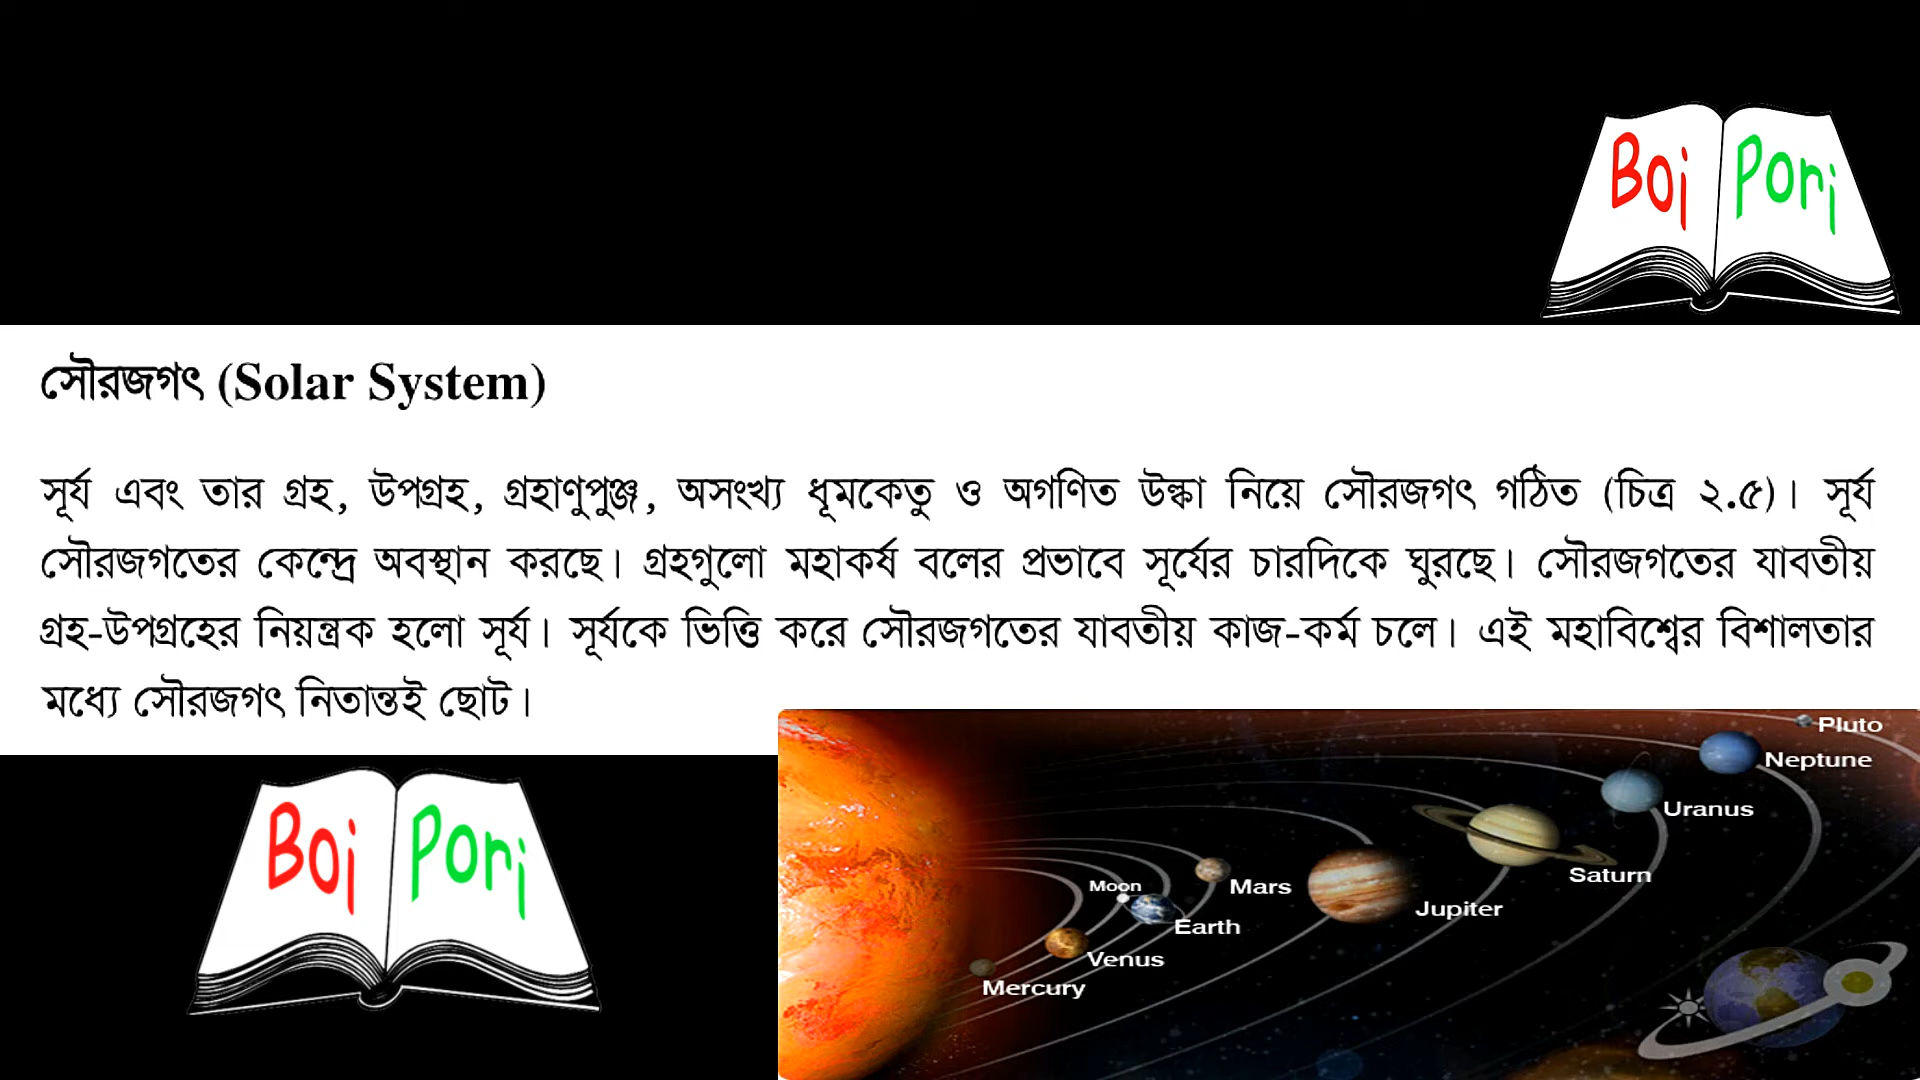 Boi Pori
সৌরজগৎ (Solar System)
সূর্য এবং তার গ্রহ, উপগ্রহ, গ্রহাণুপুঞ্জ, অসংখ্য ধূমকেতু ও অগণিত উল্কা নিয়ে সৌরজগৎ গঠিত (চিত্র ২.৫)। সূর্য
সৌরজগতের কেন্দ্রে অবস্থান করছে। গ্রহগুলো মহাকর্ষ বলের প্রভাবে সূর্যের চারদিকে ঘুরছে। সৌরজগতের যাবতীয়
গ্রহ-উপগ্রহের নিয়ন্ত্রক হলো সূর্য। সূর্যকে ভিত্তি করে সৌরজগতের যাবতীয় কাজ-কর্ম চলে। এই মহাবিশ্বের বিশালতার
মধ্যে সৌরজগৎ নিতান্তই ছোট।
Boi Pori
Pluto
Neptune
Uranus
Saturn
Jupiter
Mars
Moon
Earth
Venus
Mercury